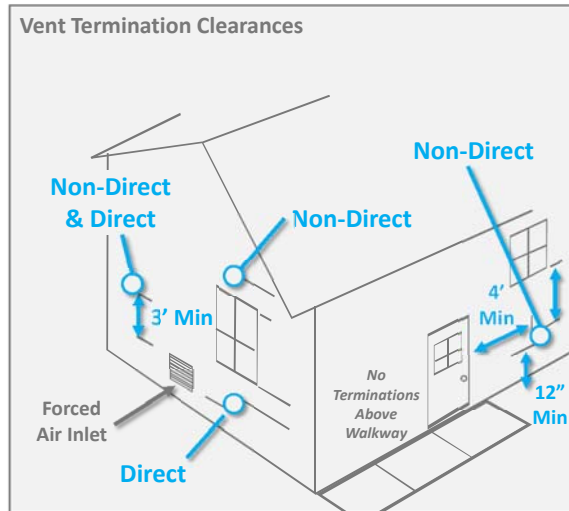 Vent Termination Clearances
Non-Direct
Non-Direct
& Direct
Non-Direct
4’
Min
3’ Min
No
Terminations
Above
Walkway
12”
Min
Forced
Air Inlet
Direct